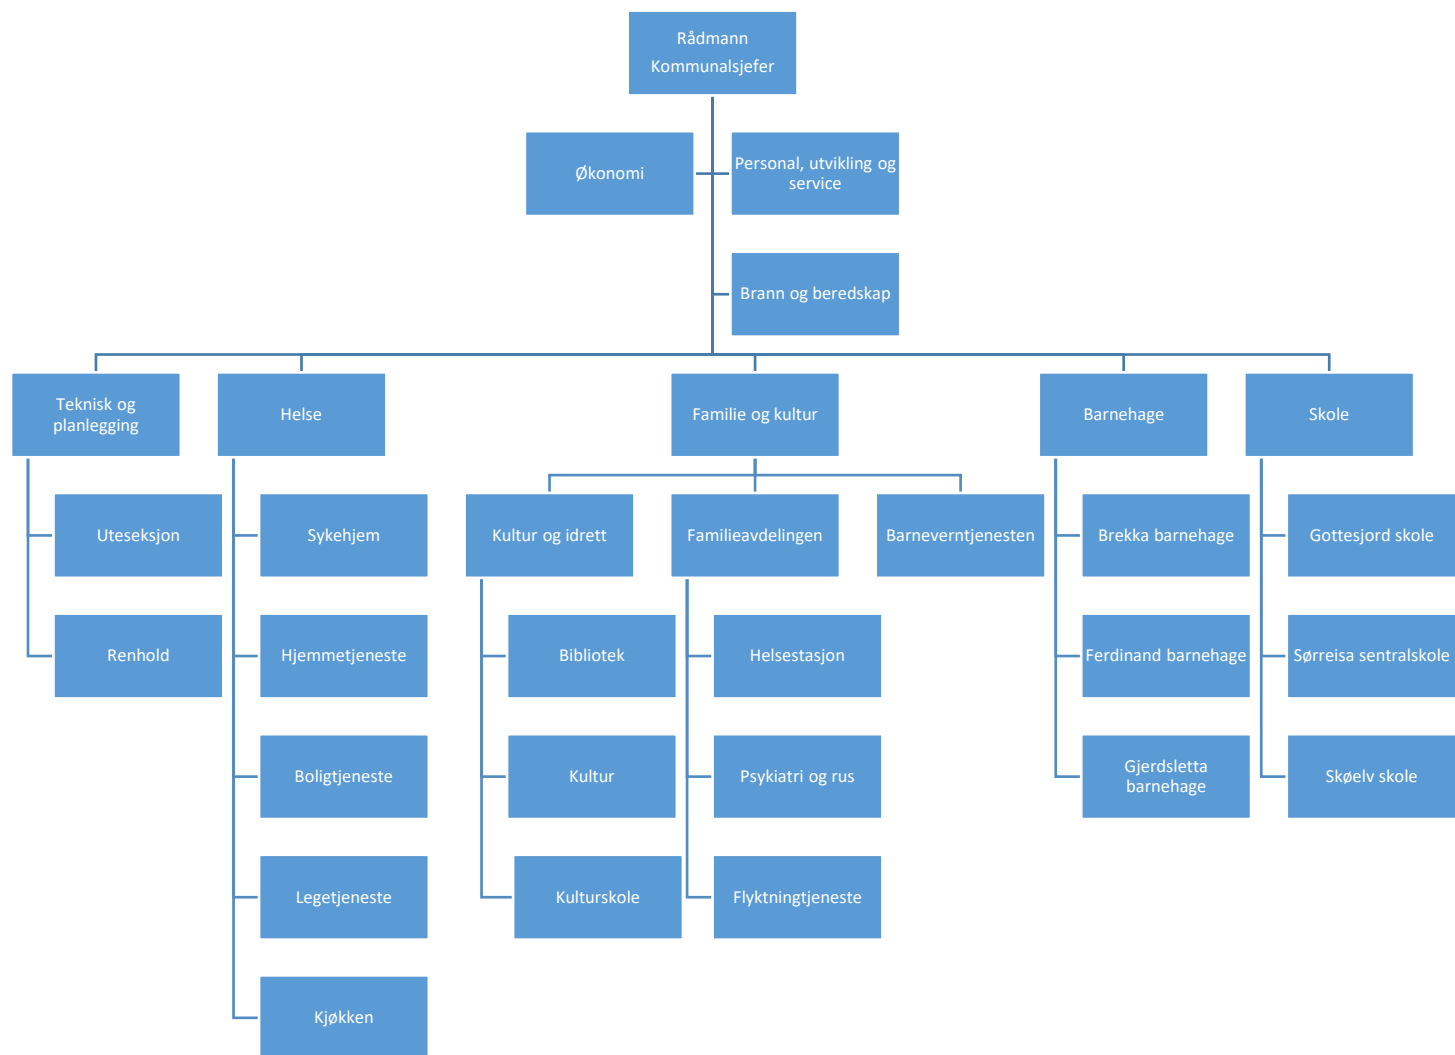 Rådmann
Kommunalsjefer
Økonomi
Personal, utvikling og
service
Brann og beredskap
Teknisk og
planlegging
Helse
Familie og kultur
Barnehage
Skole
Uteseksjon
Sykehjem
Kultur og idrett
Familieavdelingen
Barneverntjenesten
Brekka barnehage
Gottesjord skole
Renhold
Hjemmetjeneste
Bibliotek
Helsestasjon
Ferdinand barnehage
Sørreisa sentralskole
Boligtjeneste
Kultur
Psykiatri og rus
Gjerdsletta
barnehage
Skøelv skole
Legetjeneste
Kulturskole
Flyktningtjeneste
Kjøkken